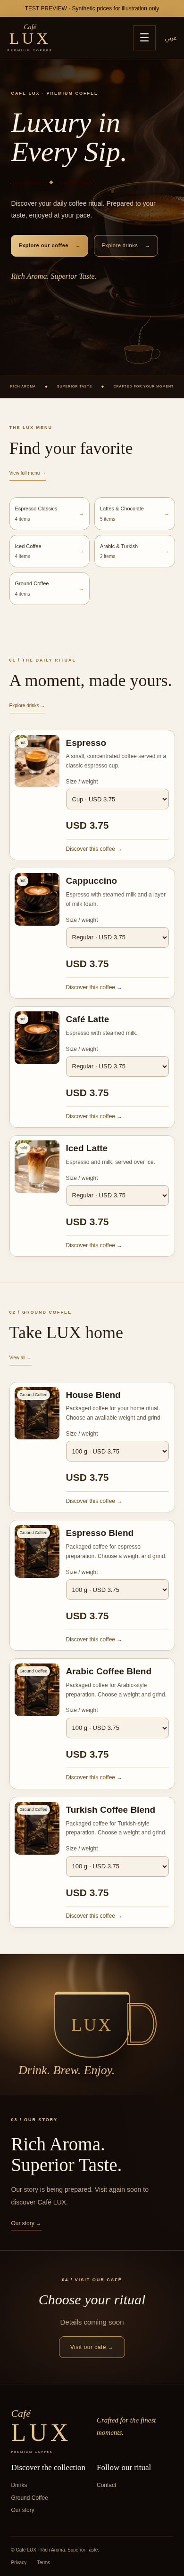 TEST PREVIEW · Synthetic prices for illustration only
Café
LUX
PREMIUM COFFEE
☰
عربي
CAFÉ LUX · PREMIUM COFFEE
Luxury in
Every Sip.
Discover your daily coffee ritual. Prepared to your
taste, enjoyed at your pace.
Explore our coffee →
Explore drinks →
Rich Aroma. Superior Taste.
RICH AROMA ◆ SUPERIOR TASTE ◆ CRAFTED FOR YOUR MOMENT
THE LUX MENU
Find your favorite
View full menu →
Espresso Classics
4 items
→
Lattes & Chocolate
5 items
→
Iced Coffee
4 items
→
Arabic & Turkish
2 items
→
Ground Coffee
4 items
→
01 / THE DAILY RITUAL
A moment, made yours.
Explore drinks →
Hot
Espresso
A small, concentrated coffee served in a
classic espresso cup.
Size / weight
Cup · USD 3.75
USD 3.75
Discover this coffee →
Hot
Cappuccino
Espresso with steamed milk and a layer
of milk foam.
Size / weight
Regular · USD 3.75
USD 3.75
Discover this coffee →
Hot
Café Latte
Espresso with steamed milk.
Size / weight
Regular · USD 3.75
USD 3.75
Discover this coffee →
Cold
Iced Latte
Espresso and milk, served over ice.
Size / weight
Regular · USD 3.75
USD 3.75
Discover this coffee →
02 / GROUND COFFEE
Take LUX home
View all →
Ground Coffee
House Blend
Packaged coffee for your home ritual.
Choose an available weight and grind.
Size / weight
100 g · USD 3.75
USD 3.75
Discover this coffee →
Ground Coffee
Espresso Blend
Packaged coffee for espresso
preparation. Choose a weight and grind.
Size / weight
100 g · USD 3.75
USD 3.75
Discover this coffee →
Ground Coffee
Arabic Coffee Blend
Packaged coffee for Arabic-style
preparation. Choose a weight and grind.
Size / weight
100 g · USD 3.75
USD 3.75
Discover this coffee →
Ground Coffee
Turkish Coffee Blend
Packaged coffee for Turkish-style
preparation. Choose a weight and grind.
Size / weight
100 g · USD 3.75
USD 3.75
Discover this coffee →
LUX
Drink. Brew. Enjoy.
03 / OUR STORY
Rich Aroma.
Superior Taste.
Our story is being prepared. Visit again soon to
discover Café LUX.
Our story →
04 / VISIT OUR CAFÉ
Choose your ritual
Details coming soon
Visit our café →
Café
LUX
PREMIUM COFFEE
Crafted for the finest
moments.
Discover the collection
Drinks
Ground Coffee
Our story
Follow our ritual
Contact
© Café LUX · Rich Aroma. Superior Taste.
Privacy Terms